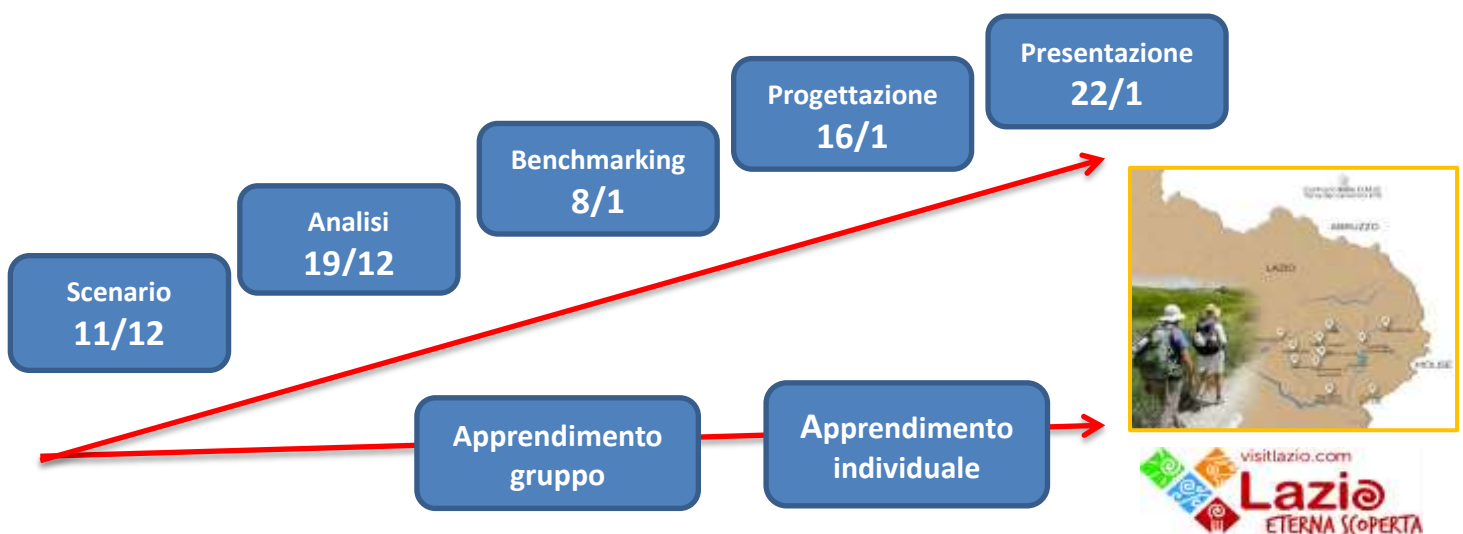 Presentazione
22/1
Progettazione
16/1
Benchmarking
8/1
Analisi
19/12
Scenario
11/12
Apprendimento
gruppo
Apprendimento
individuale
ABRUZZO
LAZIO
MOLISE
visitlazio.com
Lazio
ETERNA SCOPERTA